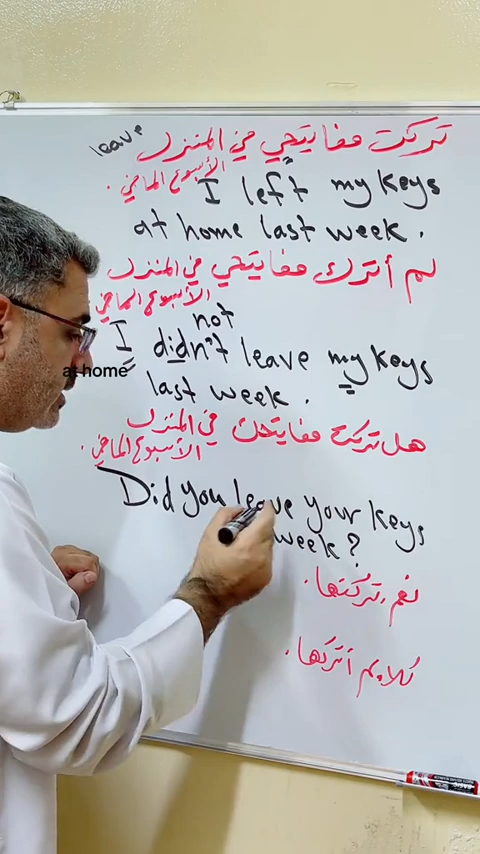 تركت مفاتيحي في المنزل
leave
الأسبوع الماضي.
I left my keys
at home last week.
لم أترك مفاتيحي في المنزل
الأسبوع الماضي
not
I didn't leave my keys
at home
last week.
هل تركت مفاتيحك في المنزل
الأسبوع الماضي.
Did you leave your keys
week?
نعم، تركتها.
كلا، لم أتركها.